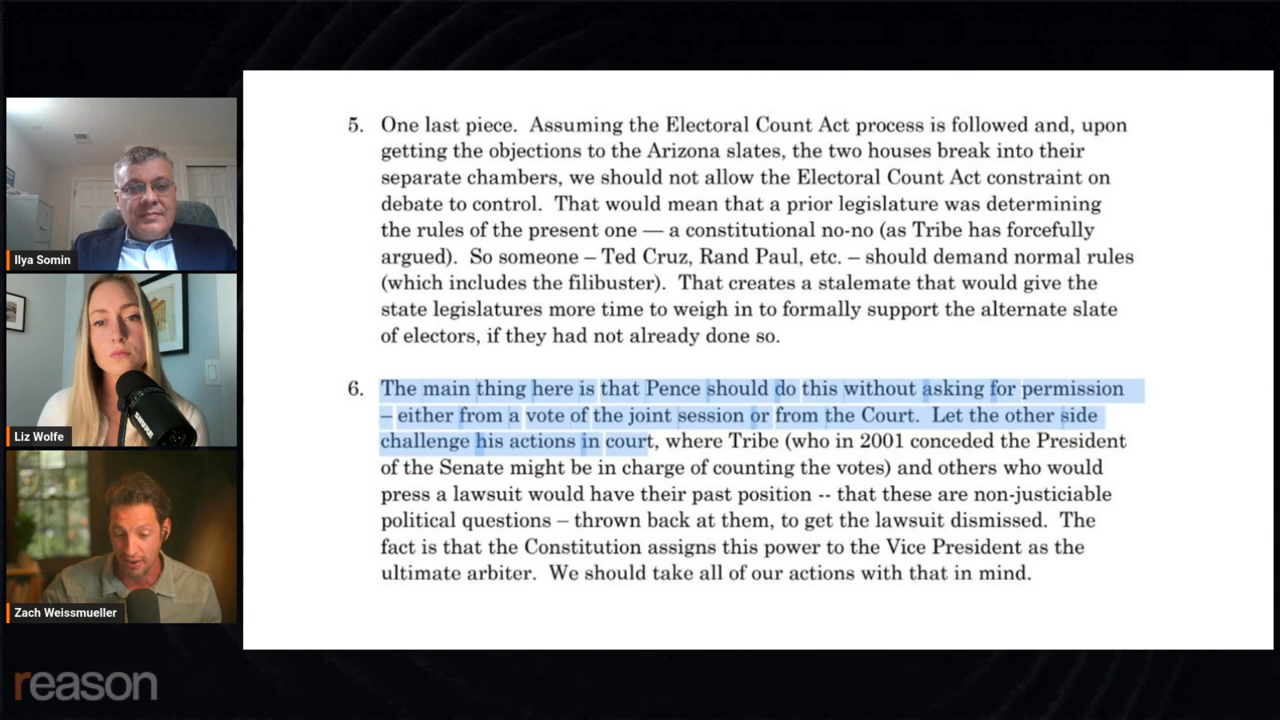 Ilya Somin
Liz Wolfe
Zach Weissmueller
reason
5. One last piece. Assuming the Electoral Count Act process is followed and, upon
getting the objections to the Arizona slates, the two houses break into their
separate chambers, we should not allow the Electoral Count Act constraint on
debate to control. That would mean that a prior legislature was determining
the rules of the present one — a constitutional no-no (as Tribe has forcefully
argued). So someone – Ted Cruz, Rand Paul, etc. – should demand normal rules
(which includes the filibuster). That creates a stalemate that would give the
state legislatures more time to weigh in to formally support the alternate slate
of electors, if they had not already done so.
6. The main thing here is that Pence should do this without asking for permission
– either from a vote of the joint session or from the Court. Let the other side
challenge his actions in court, where Tribe (who in 2001 conceded the President
of the Senate might be in charge of counting the votes) and others who would
press a lawsuit would have their past position -- that these are non-justiciable
political questions – thrown back at them, to get the lawsuit dismissed. The
fact is that the Constitution assigns this power to the Vice President as the
ultimate arbiter. We should take all of our actions with that in mind.